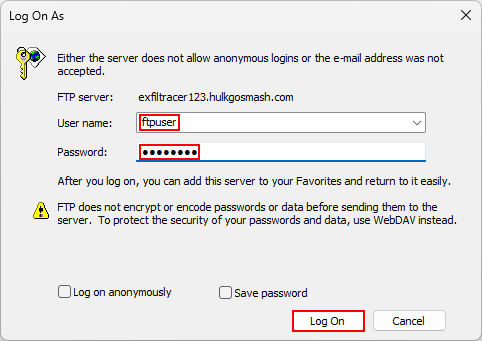 Log On As
Either the server does not allow anonymous logins or the e-mail address was not
accepted.
FTP server: exfiltracer123.hulkgosmash.com
User name: ftpuser
Password: ●●●●●●●●
After you log on, you can add this server to your Favorites and return to it easily.
FTP does not encrypt or encode passwords or data before sending them to the
server.  To protect the security of your passwords and data, use WebDAV instead.
Log on anonymously Save password
Log On Cancel